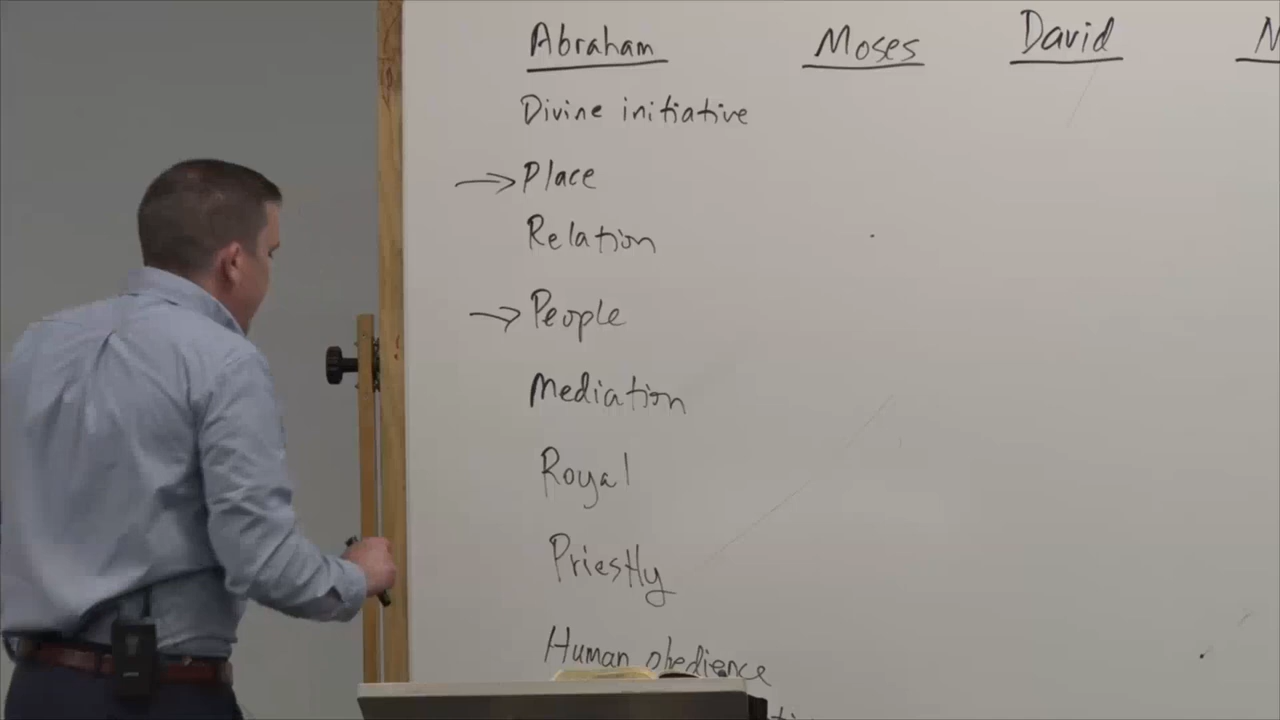 Abraham Moses David
Divine initiative
→ Place
Relation
→ People
Mediation
Royal
Priestly
Human obedience